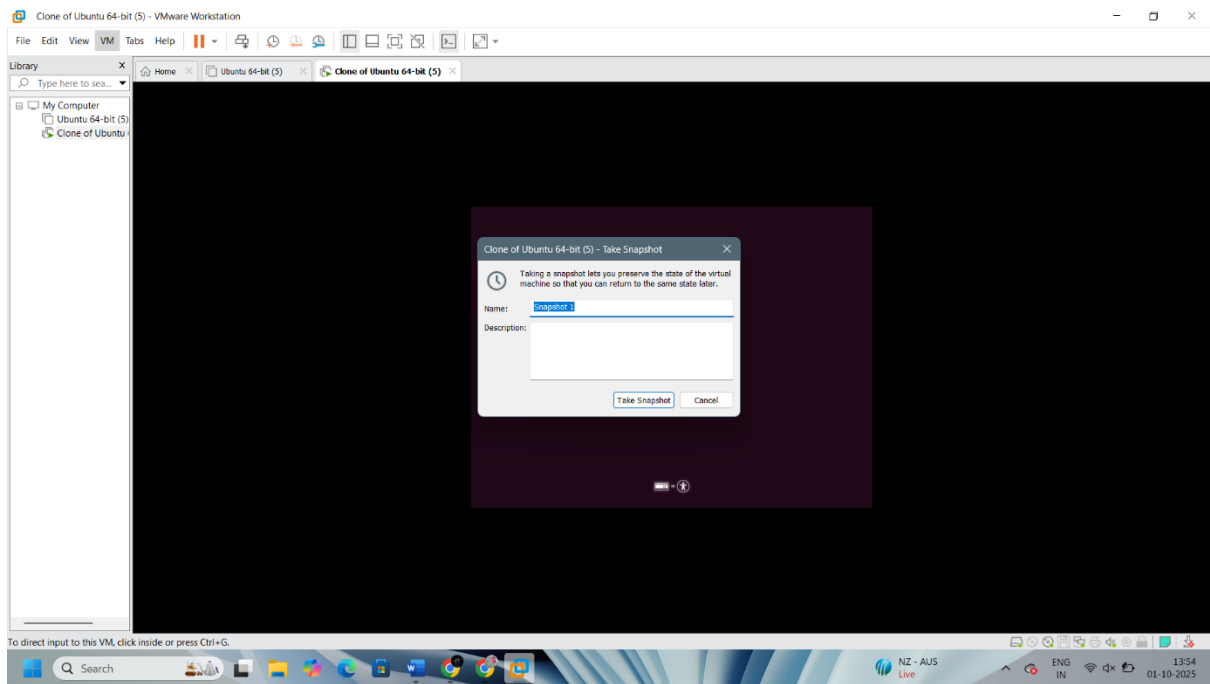 Clone of Ubuntu 64-bit (5) - VMware Workstation
File Edit View VM Tabs Help
Library
Type here to sea...
Home
Ubuntu 64-bit (5)
Clone of Ubuntu 64-bit (5)
My Computer
Ubuntu 64-bit (5)
Clone of Ubuntu
Clone of Ubuntu 64-bit (5) - Take Snapshot
Taking a snapshot lets you preserve the state of the virtual
machine so that you can return to the same state later.
Name: Snapshot 1
Description:
Take Snapshot Cancel
To direct input to this VM, click inside or press Ctrl+G.
Search
NZ - AUS
Live
ENG
IN
13:54
01-10-2025